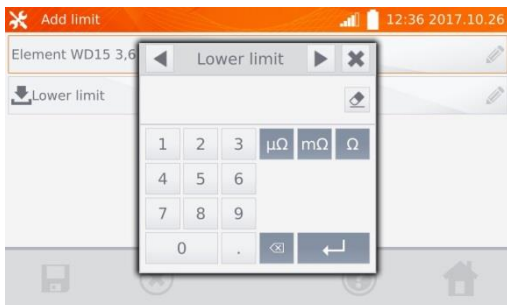 Add limit 12:36 2017.10.26
Element WD15 3,6
Lower limit
Lower limit
1 2 3 µΩ mΩ Ω
4 5 6
7 8 9
0 .